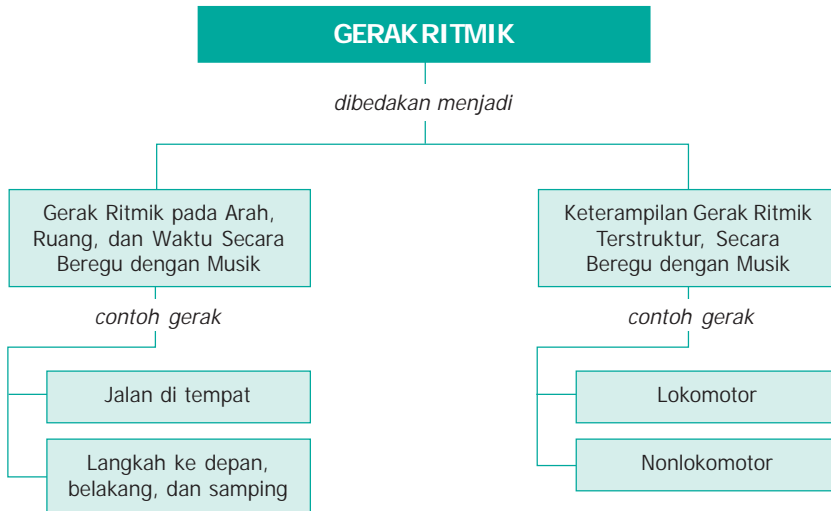 GERAK RITMIK
dibedakan menjadi
Gerak Ritmik pada Arah,
Ruang, dan Waktu Secara
Beregu dengan Musik
contoh gerak
Jalan di tempat
Langkah ke depan,
belakang, dan samping
Keterampilan Gerak Ritmik
Terstruktur, Secara
Beregu dengan Musik
contoh gerak
Lokomotor
Nonlokomotor